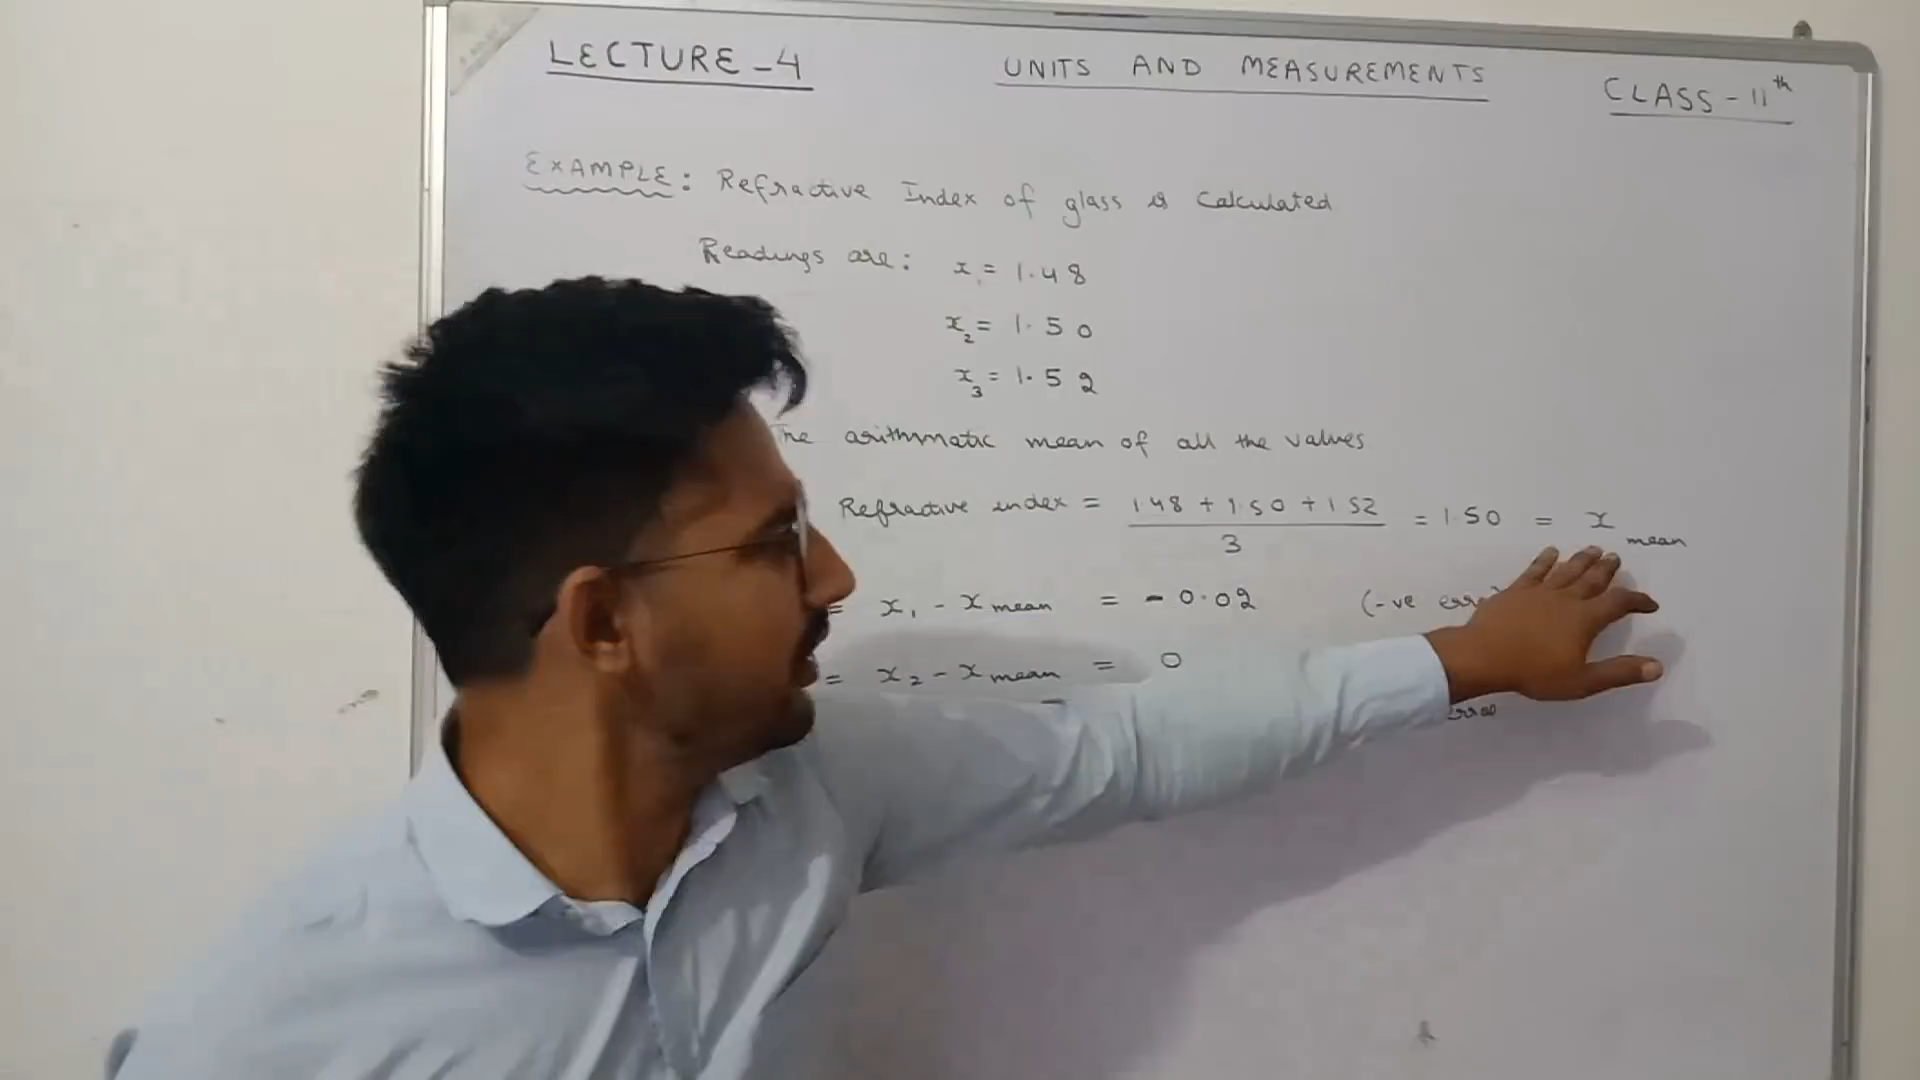 LECTURE-4 UNITS AND MEASUREMENTS CLASS-11th
EXAMPLE: Refractive Index of glass is Calculated
Readings are: x₁ = 1.48
x₂ = 1.50
x₃ = 1.52
The arithmatic mean of all the values
Refractive index = 1.48 + 1.50 + 1.52 / 3 = 1.50 = x mean
= x₁ - x mean = -0.02 (-ve
= x₂ - x mean = 0